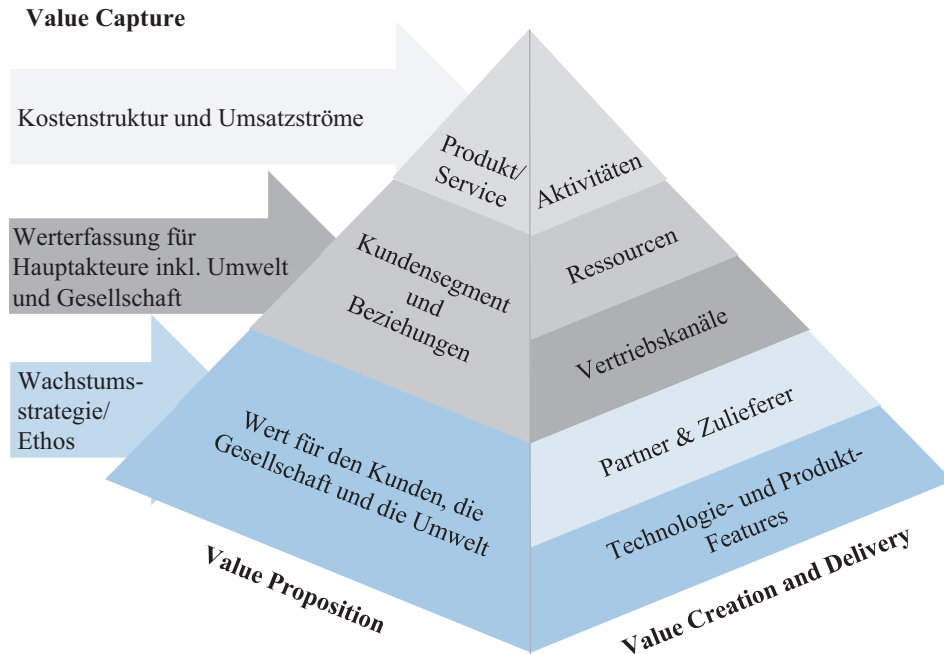 Value Capture
Kostenstruktur und Umsatzströme
Werterfassung für
Hauptakteure inkl. Umwelt
und Gesellschaft
Wachstums-
strategie/
Ethos
Produkt/
Service
Kundensegment
und
Beziehungen
Wert für den Kunden, die
Gesellschaft und die Umwelt
Value Proposition
Aktivitäten
Ressourcen
Vertriebskanäle
Partner & Zulieferer
Technologie- und Produkt-
Features
Value Creation and Delivery